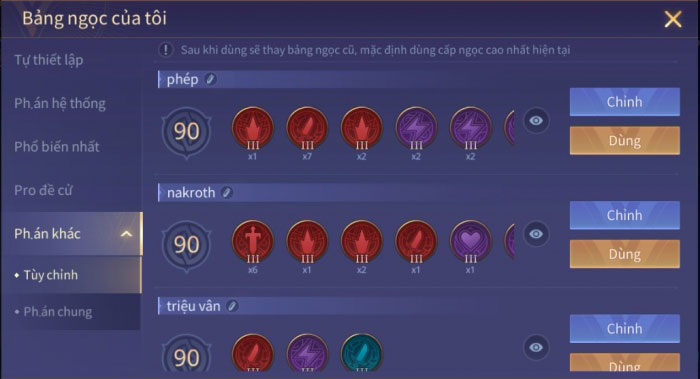 Bảng ngọc của tôi
Tự thiết lập
Ph.án hệ thống
Phổ biến nhất
Pro đề cử
Ph.án khác
Tùy chỉnh
Ph.án chung
Sau khi dùng sẽ thay bảng ngọc cũ, mặc định dùng cấp ngọc cao nhất hiện tại
phép
90
III III III III III
x1 x7 x2 x2 x2
Chỉnh
Dùng
nakroth
90
III III III III III
x6 x1 x2 x1 x1
Chỉnh
Dùng
triệu vân
90
III III III
Chỉnh
Dùng